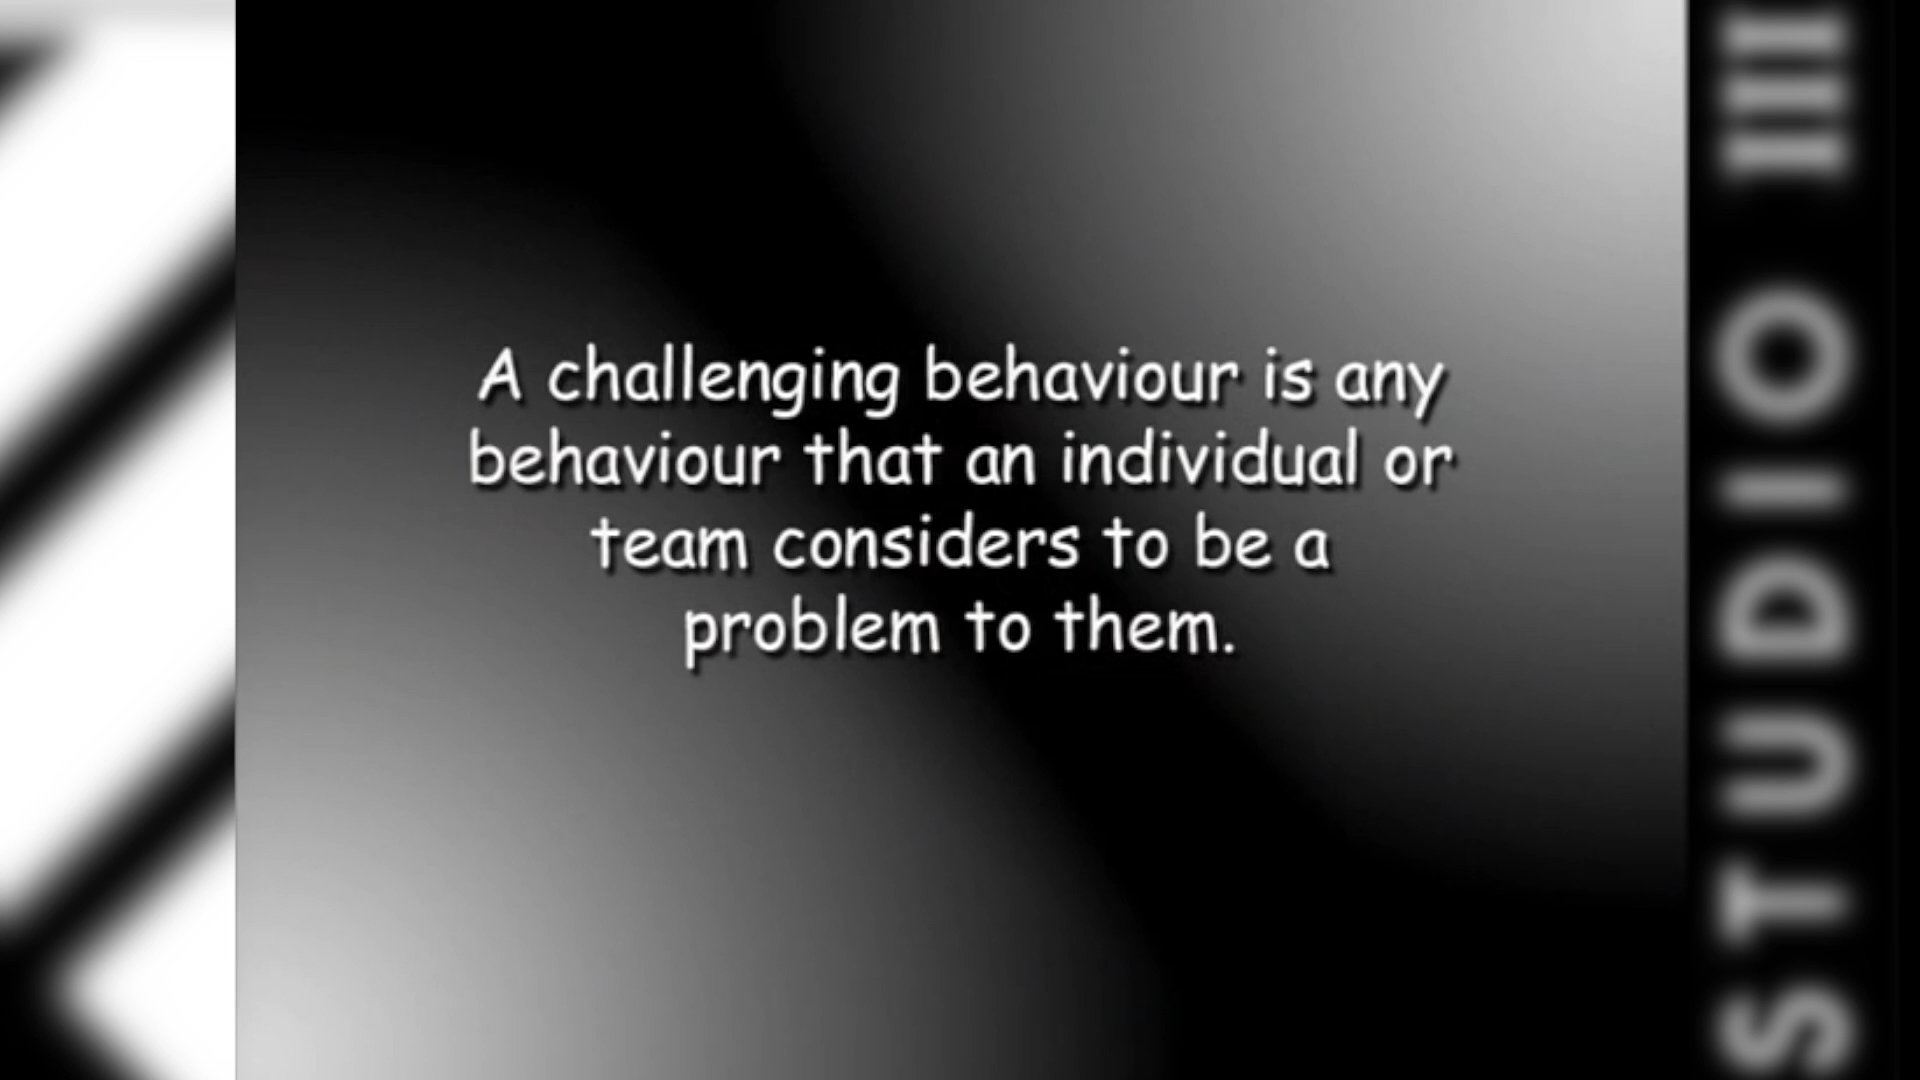 A challenging behaviour is any
behaviour that an individual or
team considers to be a
problem to them.
STUDIO III